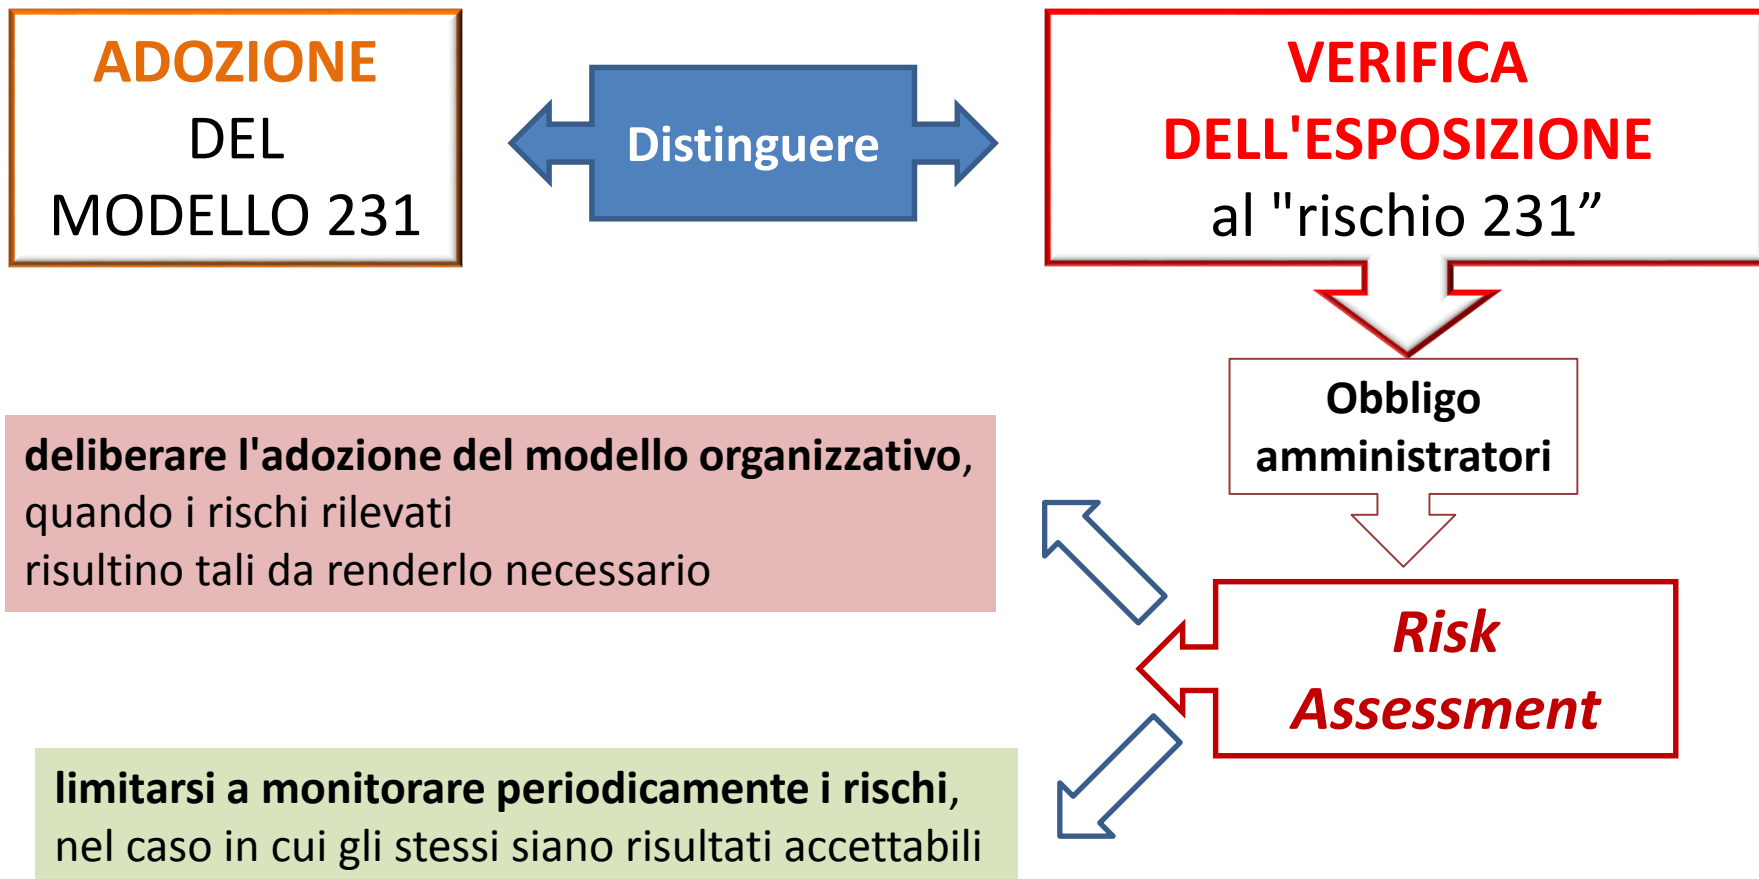 ADOZIONE
DEL
MODELLO 231
Distinguere
VERIFICA
DELL'ESPOSIZIONE
al "rischio 231”
Obbligo
amministratori
Risk
Assessment
deliberare l'adozione del modello organizzativo,
quando i rischi rilevati
risultino tali da renderlo necessario
limitarsi a monitorare periodicamente i rischi,
nel caso in cui gli stessi siano risultati accettabili